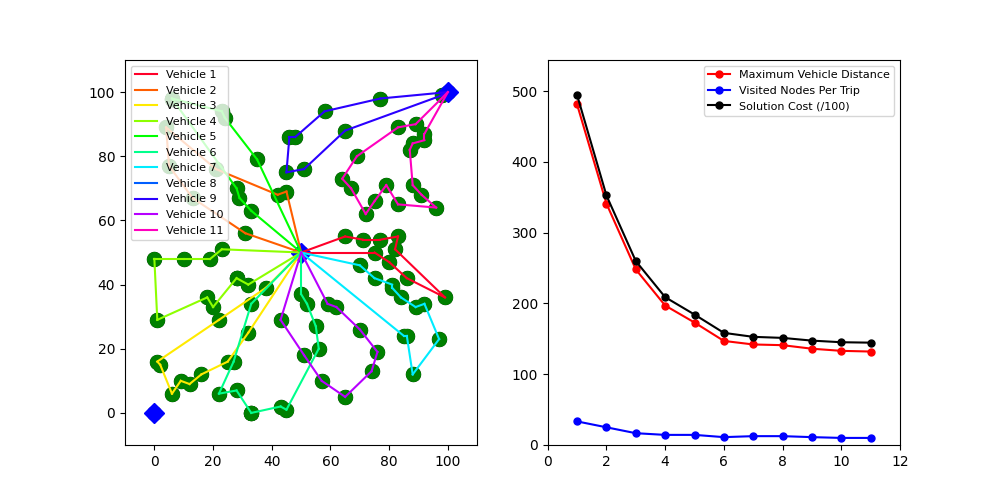 Vehicle 1
Vehicle 2
Vehicle 3
Vehicle 4
Vehicle 5
Vehicle 6
Vehicle 7
Vehicle 8
Vehicle 9
Vehicle 10
Vehicle 11
100
80
60
40
20
0
0 20 40 60 80 100
Maximum Vehicle Distance
Visited Nodes Per Trip
Solution Cost (/100)
500
400
300
200
100
0
0 2 4 6 8 10 12